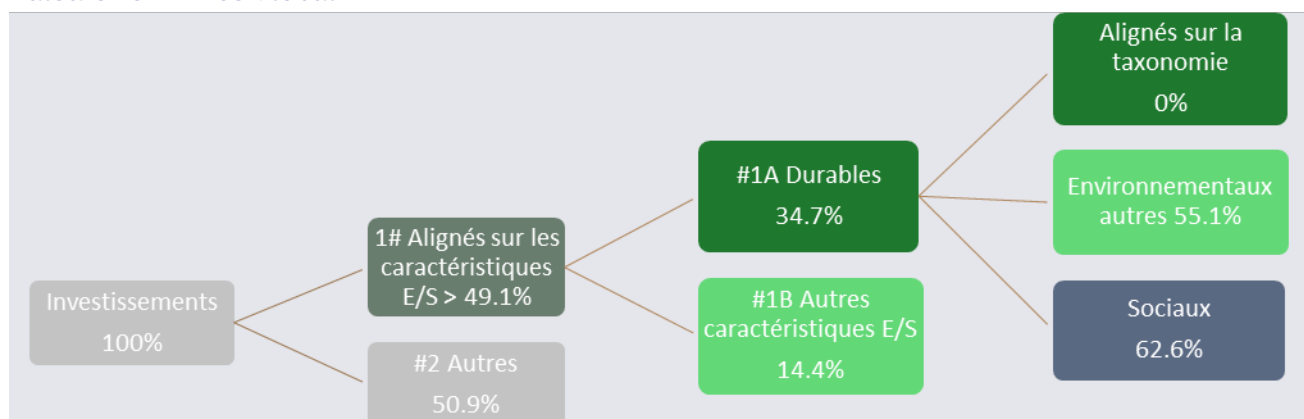 Investissements
100%
1# Alignés sur les
caractéristiques
E/S > 49.1%
#2 Autres
50.9%
#1A Durables
34.7%
#1B Autres
caractéristiques E/S
14.4%
Alignés sur la
taxonomie
0%
Environnementaux
autres 55.1%
Sociaux
62.6%